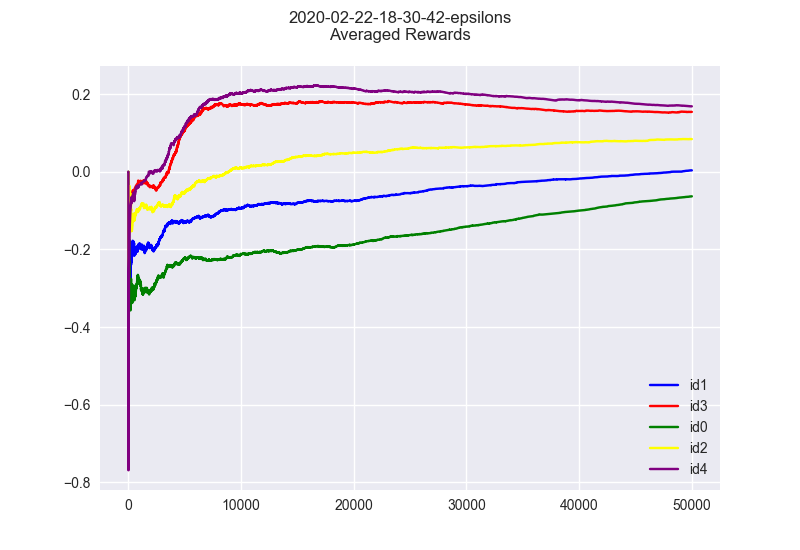 2020-02-22-18-30-42-epsilons
Averaged Rewards
0.2
0.0
−0.2
−0.4
−0.6
−0.8
0
10000
20000
30000
40000
50000
id1
id3
id0
id2
id4